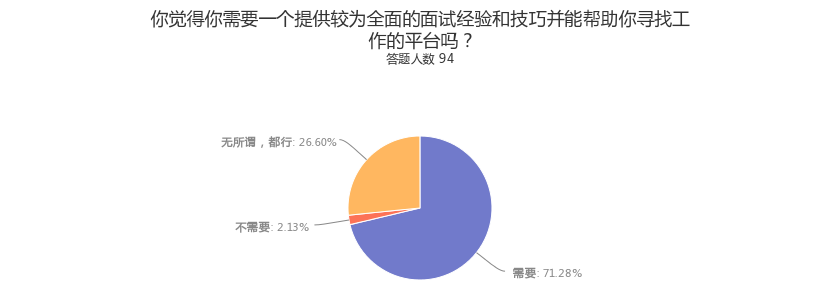 你觉得你需要一个提供较为全面的面试经验和技巧并能帮助你寻找工
作的平台吗？
答题人数 94
无所谓，都行: 26.60%
不需要: 2.13%
需要: 71.28%